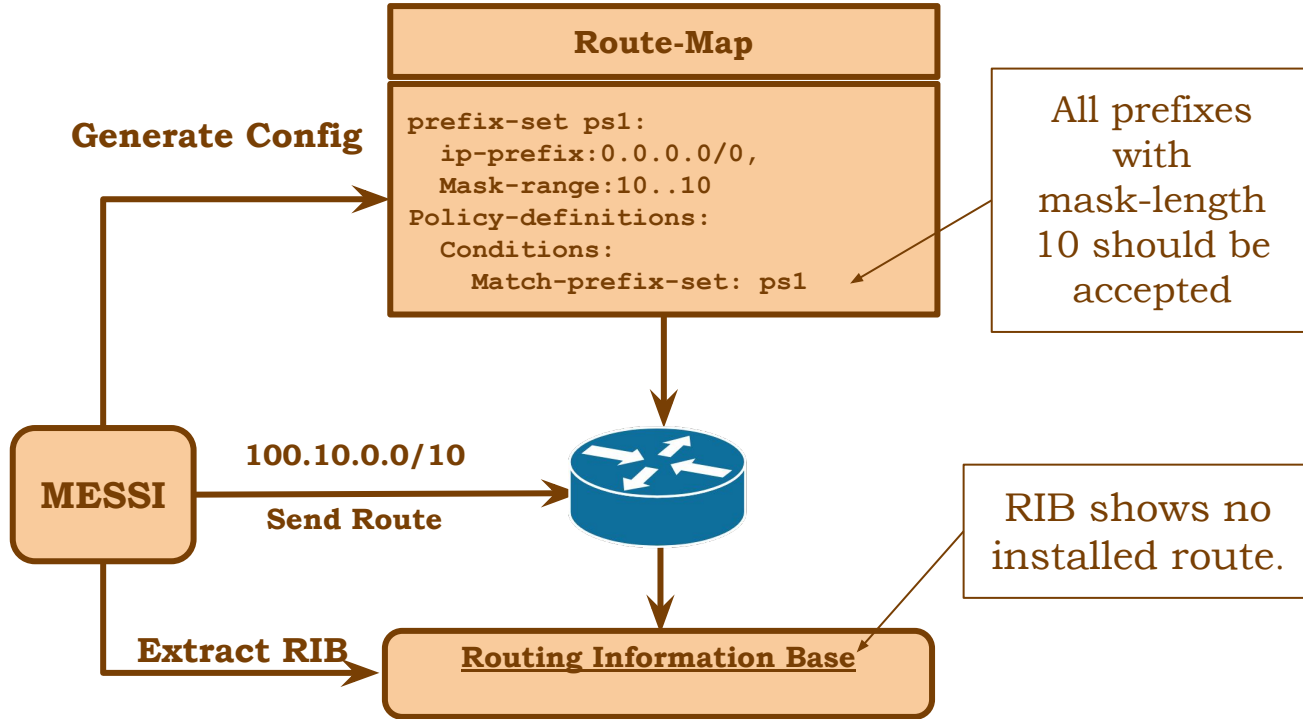 Route-Map
Generate Config
prefix-set ps1:
ip-prefix:0.0.0.0/0,
Mask-range:10..10
Policy-definitions:
Conditions:
Match-prefix-set: ps1
All prefixes
with
mask-length
10 should be
accepted
MESSI
100.10.0.0/10
Send Route
RIB shows no
installed route.
Extract RIB
Routing Information Base